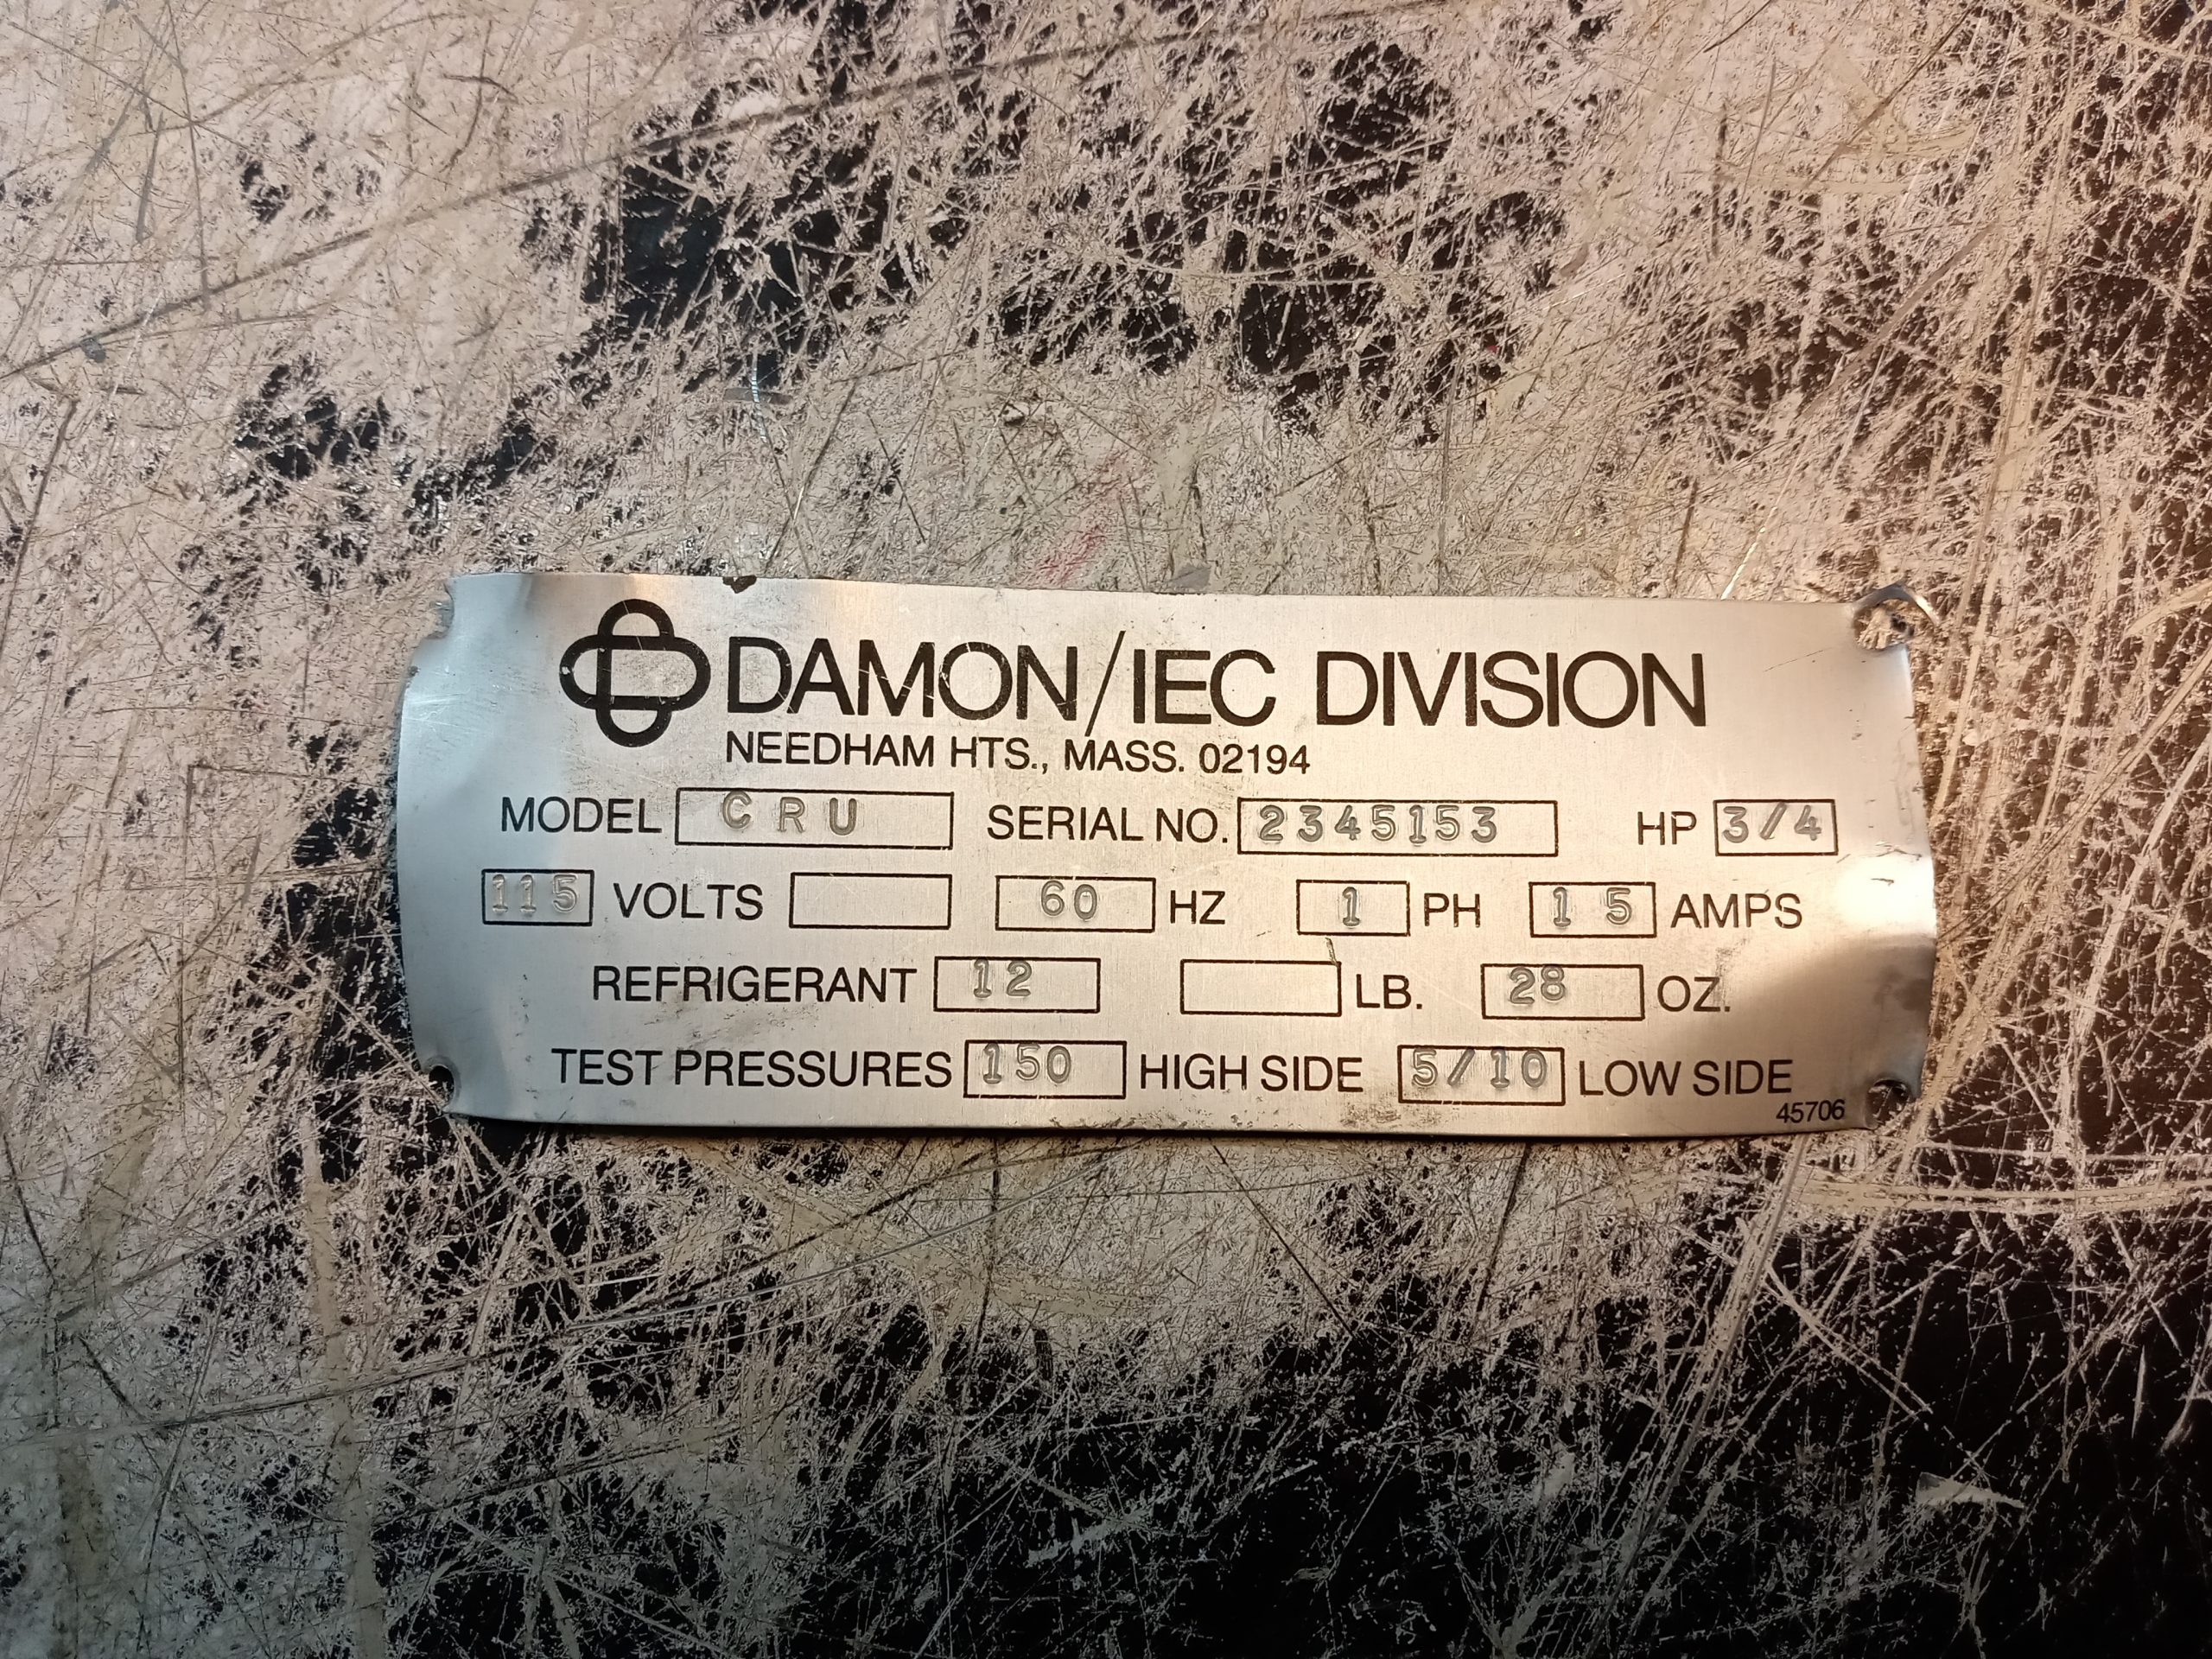 DAMON/IEC DIVISION
NEEDHAM HTS., MASS. 02194
MODEL CRU SERIAL NO. 2345153 HP 3/4
115 VOLTS 60 HZ 1 PH 15 AMPS
REFRIGERANT 12 LB. 28 OZ.
TEST PRESSURES 150 HIGH SIDE 5/10 LOW SIDE
45706